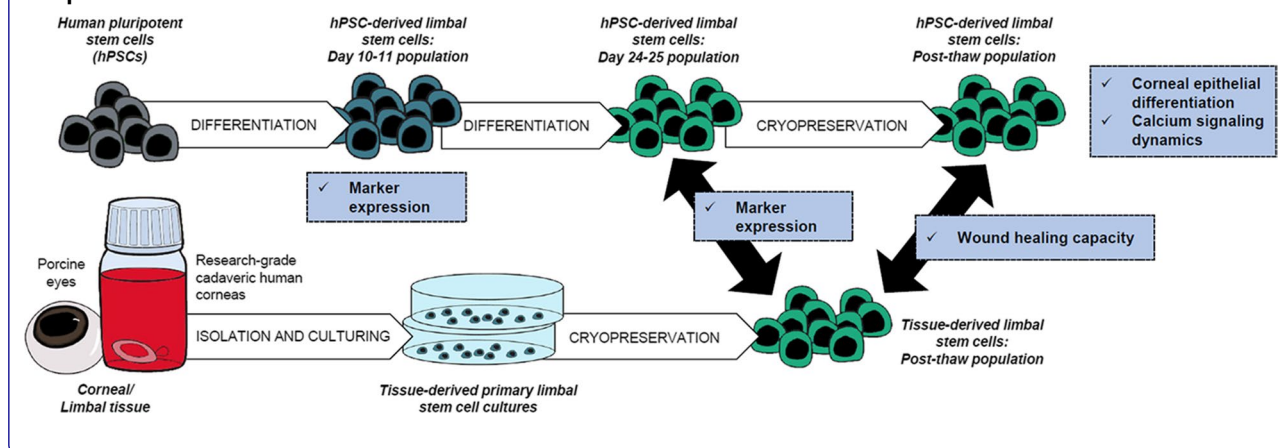 Human pluripotent
stem cells
(hPSCs)
hPSC-derived limbal
stem cells:
Day 10-11 population
hPSC-derived limbal
stem cells:
Day 24-25 population
hPSC-derived limbal
stem cells:
Post-thaw population
DIFFERENTIATION
DIFFERENTIATION
CRYOPRESERVATION
✓ Corneal epithelial
differentiation
✓ Calcium signaling
dynamics
✓ Marker
expression
✓ Marker
expression
✓ Wound healing capacity
Porcine
eyes
Research-grade
cadaveric human
corneas
ISOLATION AND CULTURING
CRYOPRESERVATION
Tissue-derived limbal
stem cells:
Post-thaw population
Corneal/
Limbal tissue
Tissue-derived primary limbal
stem cell cultures